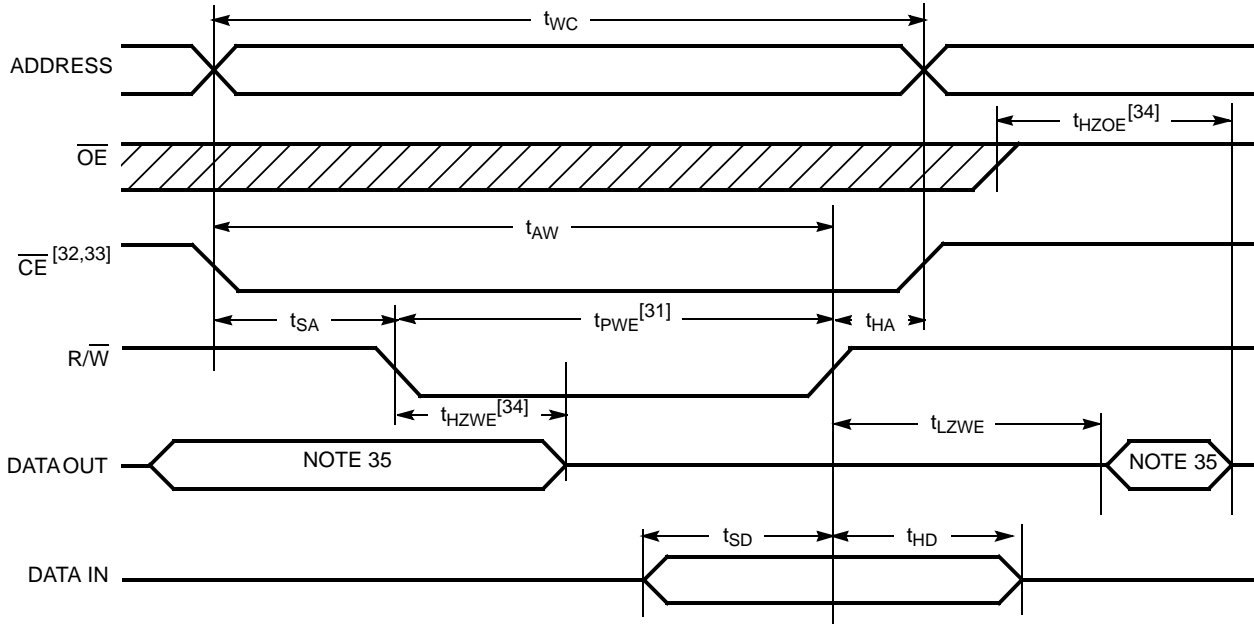 tWC
ADDRESS
tHZOE[34]
OE
tAW
CE [32,33]
tSA
tPWE[31]
tHA
R/W
tHZWE[34]
tLZWE
DATA OUT
NOTE 35
NOTE 35
tSD
tHD
DATA IN